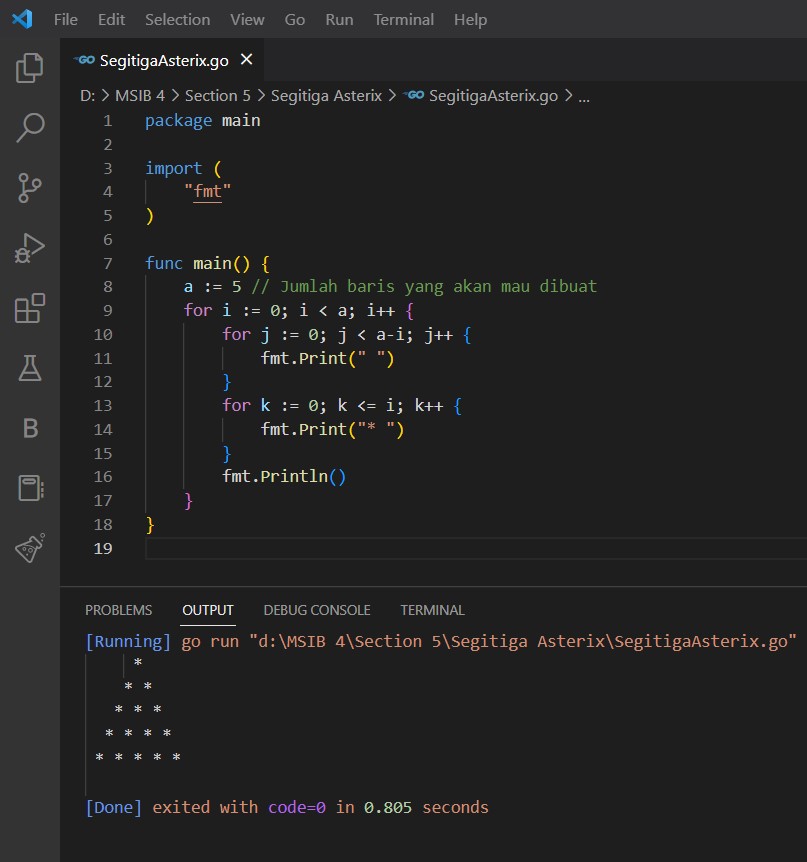 File Edit Selection View Go Run Terminal Help
GO SegitigaAsterix.go ×
D: > MSIB 4 > Section 5 > Segitiga Asterix > GO SegitigaAsterix.go > ...
1 package main
2
3 import (
4     "fmt"
5 )
6
7 func main() {
8     a := 5 // Jumlah baris yang akan mau dibuat
9     for i := 0; i < a; i++ {
10         for j := 0; j < a-i; j++ {
11             fmt.Print(" ")
12         }
13         for k := 0; k <= i; k++ {
14             fmt.Print("* ")
15         }
16         fmt.Println()
17     }
18 }
19
B
PROBLEMS OUTPUT DEBUG CONSOLE TERMINAL
[Running] go run "d:\MSIB 4\Section 5\Segitiga Asterix\SegitigaAsterix.go"
     *
    * *
   * * *
  * * * *
 * * * * *
[Done] exited with code=0 in 0.805 seconds